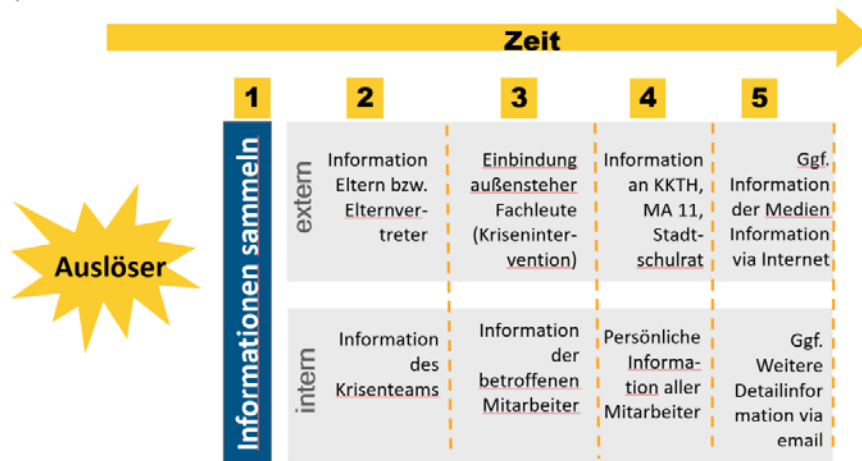 Zeit
1
2
3
4
5
Auslöser
Informationen sammeln
extern
Information
Eltern bzw.
Elternver-
treter
Einbindung
außensteher
Fachleute
(Kriseninter-
vention)
Information
an KKTH,
MA 11,
Stadt-
schulrat
Ggf.
Information
der Medien
Information
via Internet
intern
Information
des
Krisenteams
Information
der
betroffenen
Mitarbeiter
Persönliche
Informa-
tion aller
Mitarbeiter
Ggf.
Weitere
Detailinfor
mation via
email